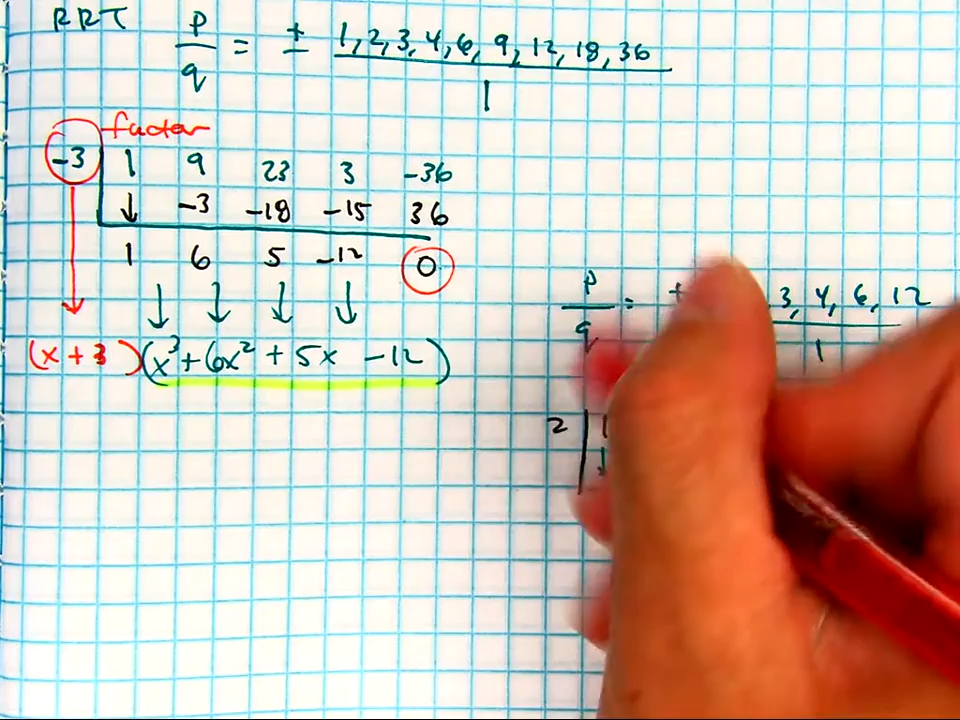 RRT p/q = ± 1, 2, 3, 4, 6, 9, 12, 18, 36 / 1
factor
-3 | 1 9 23 3 -36
↓ -3 -18 -15 36
1 6 5 -12 0
↓ ↓ ↓ ↓
(x + 3)(x³ + 6x² + 5x - 12)
p/q = 3, 4, 6, 12 / 1
2 | 1